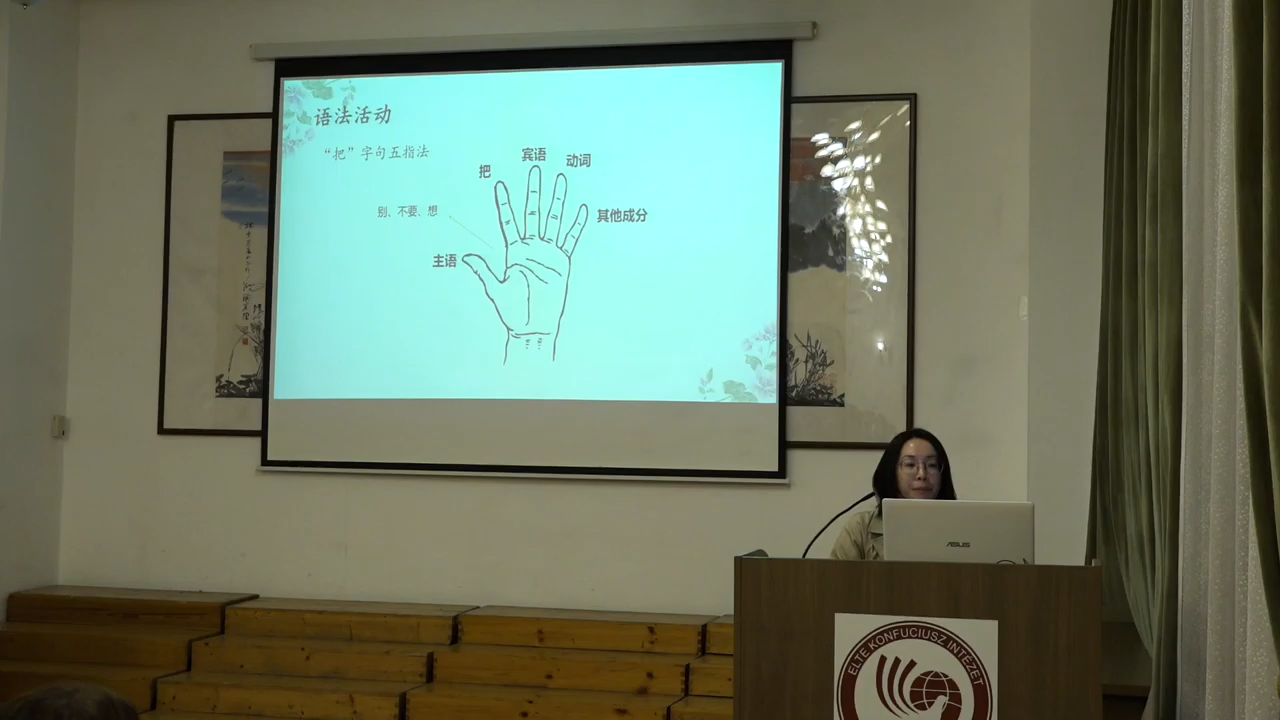 语法活动
“把”字句五指法
把
宾语
动词
别、不要、想
其他成分
主语
ASUS
ELTE KONFUCIUSZ INTÉZET